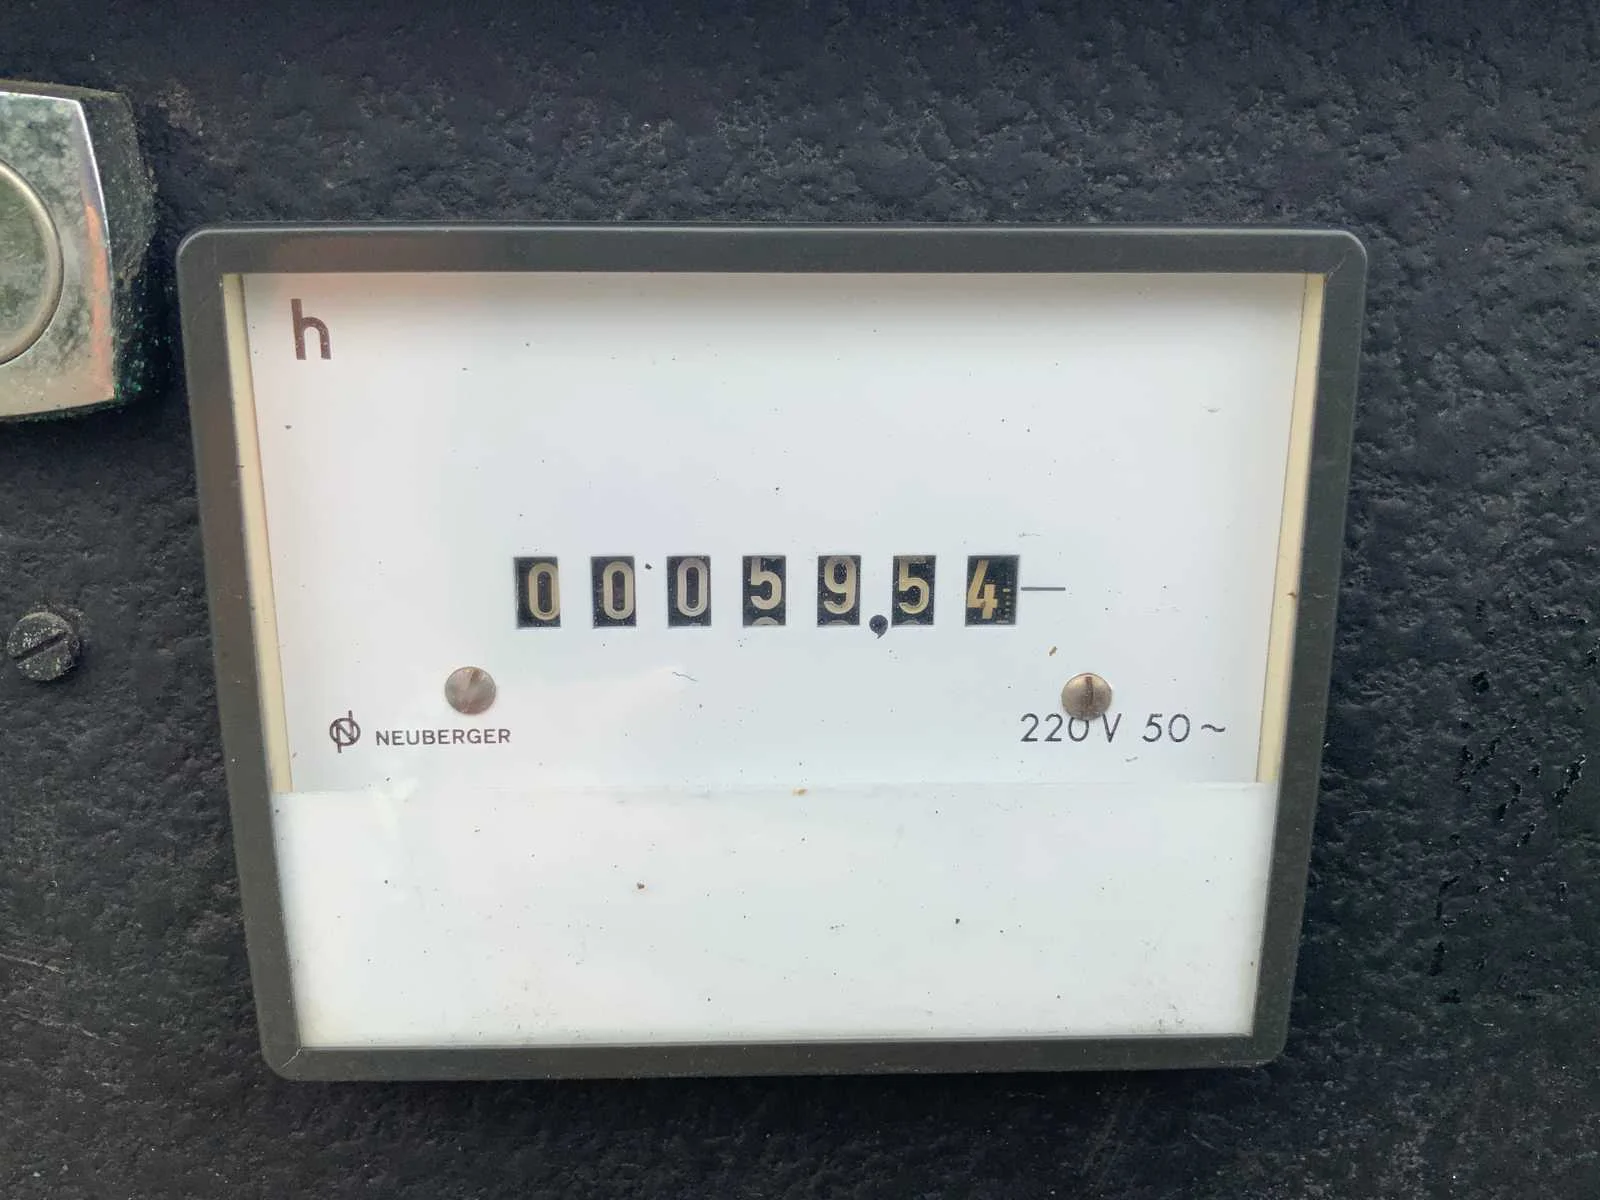 h
00059,54
NEUBERGER
220V 50~